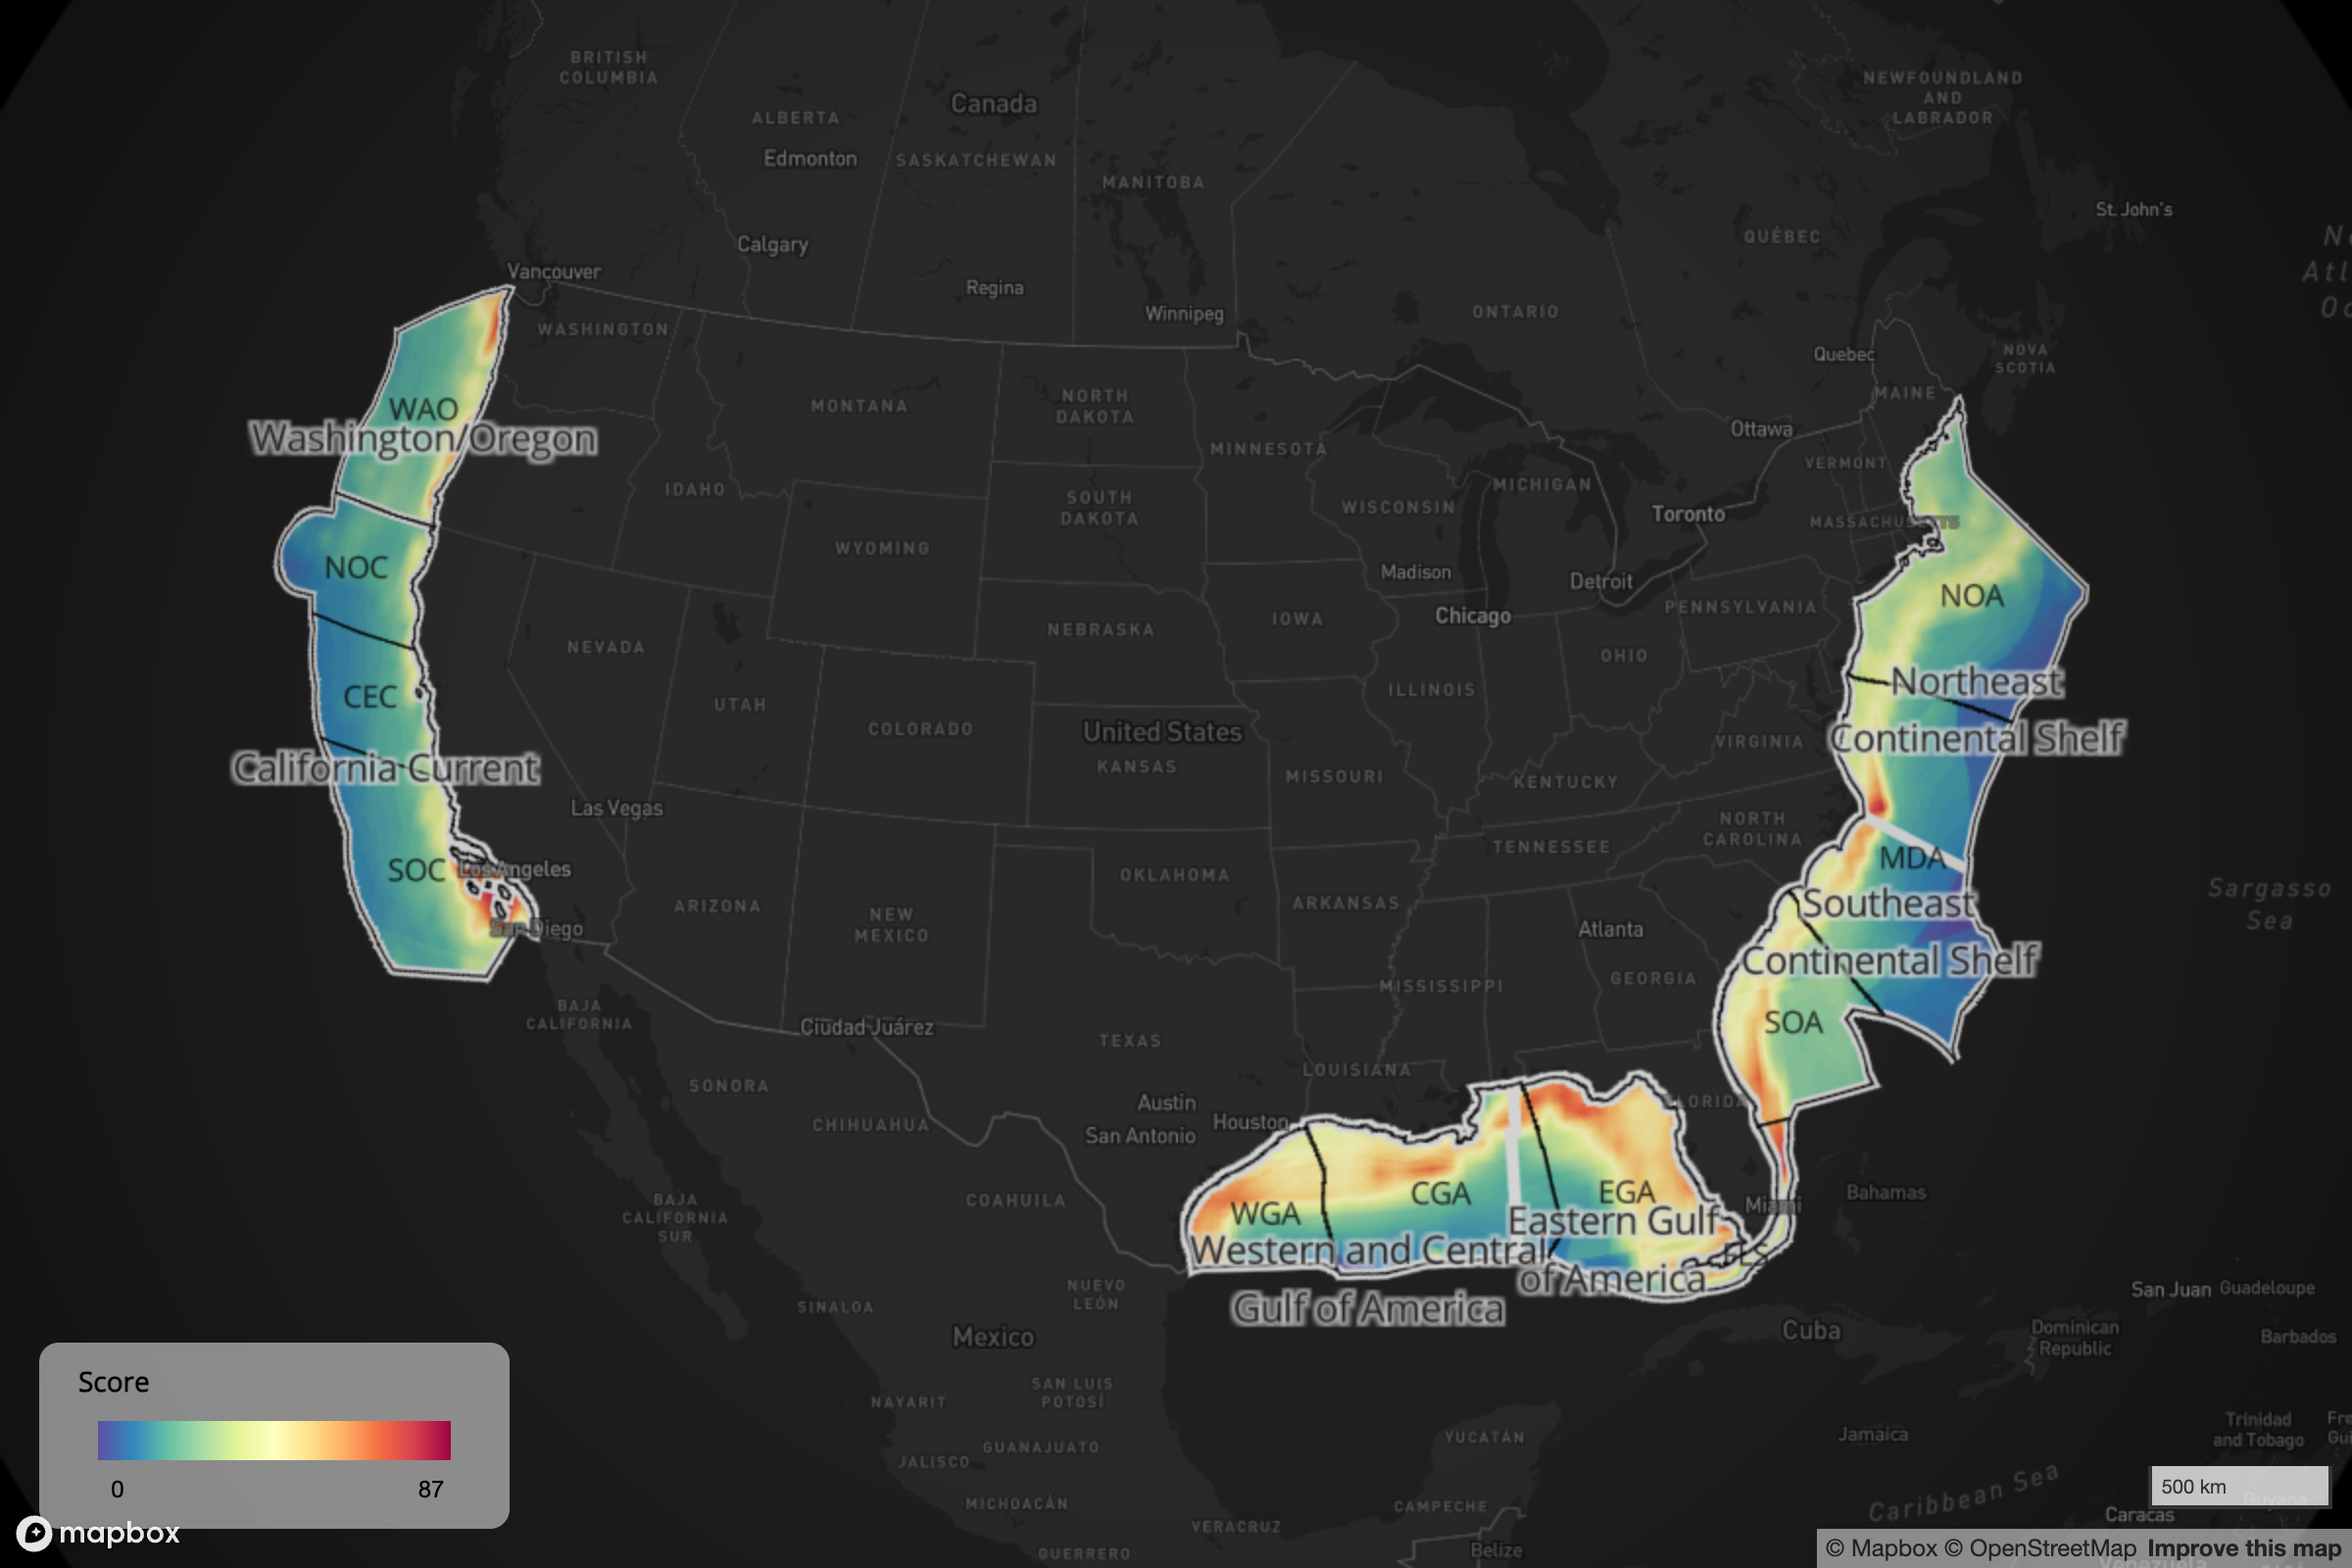 BRITISH
COLUMBIA
ALBERTA
Canada
Edmonton
SASKATCHEWAN
MANITOBA
NEWFOUNDLAND
AND
LABRADOR
St. John's
Calgary
Vancouver
Regina
Winnipeg
ONTARIO
QUÉBEC
Quebec
NOVA
SCOTIA
WASHINGTON
MONTANA
NORTH
DAKOTA
MINNESOTA
MAINE
Ottawa
VERMONT
WAO
Washington/Oregon
IDAHO
SOUTH
DAKOTA
WISCONSIN
MICHIGAN
Toronto
MASSACHUSETTS
WYOMING
NOC
Madison
Detroit
Chicago
IOWA
PENNSYLVANIA
NOA
NEVADA
NEBRASKA
OHIO
CEC
UTAH
COLORADO
United States
KANSAS
ILLINOIS
Northeast
Continental Shelf
VIRGINIA
California Current
MISSOURI
KENTUCKY
Las Vegas
TENNESSEE
NORTH
CAROLINA
SOC
Los Angeles
San Diego
ARIZONA
NEW
MEXICO
OKLAHOMA
ARKANSAS
MDA
Southeast
Continental Shelf
Sargasso
Sea
Atlanta
MISSISSIPPI
GEORGIA
BAJA
CALIFORNIA
Ciudad Juárez
SOA
TEXAS
LOUISIANA
SONORA
Austin
CHIHUAHUA
San Antonio
Houston
FLORIDA
BAJA
CALIFORNIA
SUR
COAHUILA
WGA
CGA
EGA
Miami
Bahamas
Western and Central
Gulf of America
Eastern Gulf
of America
FLS
NUEVO
LEÓN
SINALOA
Mexico
Cuba
San Juan
Guadeloupe
Dominican
Republic
Barbados
NAYARIT
SAN LUIS
POTOSÍ
GUANAJUATO
JALISCO
YUCATÁN
Jamaica
Trinidad
and Tobago
MICHOACÁN
VERACRUZ
CAMPECHE
Caribbean Sea
Caracas
GUERRERO
Belize
Score
0
87
mapbox
500 km
© Mapbox © OpenStreetMap Improve this map